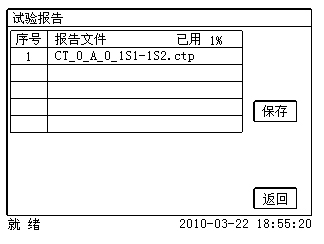 试验报告
序号 报告文件 已用 1%
1 CT_0_A_0_1S1-1S2.ctp
保存
返回
就 绪 2010-03-22 18:55:20